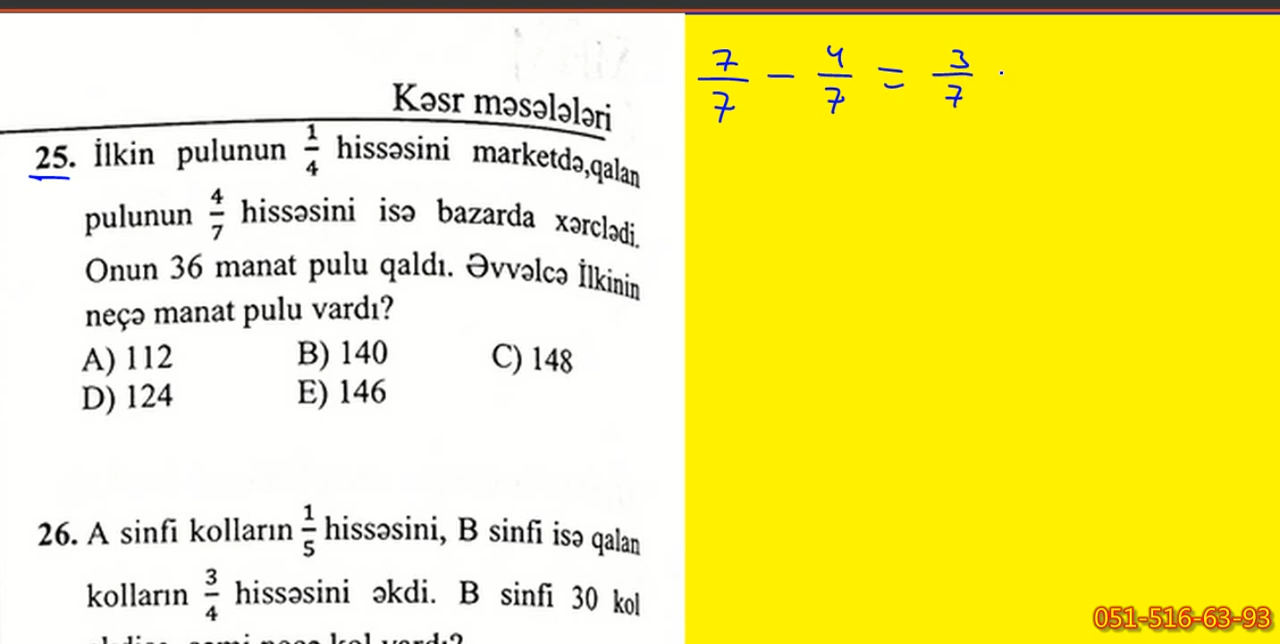 Kəsr məsələləri
25. İlkin pulunun 1/4 hissəsini marketdə,qalan
pulunun 4/7 hissəsini isə bazarda xərclədi.
Onun 36 manat pulu qaldı. Əvvəlcə İlkinin
neçə manat pulu vardı?
A) 112 B) 140 C) 148
D) 124 E) 146
26. A sinfi kolların 1/5 hissəsini, B sinfi isə qalan
kolların 3/4 hissəsini əkdi. B sinfi 30 kol
7/7 - 4/7 = 3/7
051-516-63-93